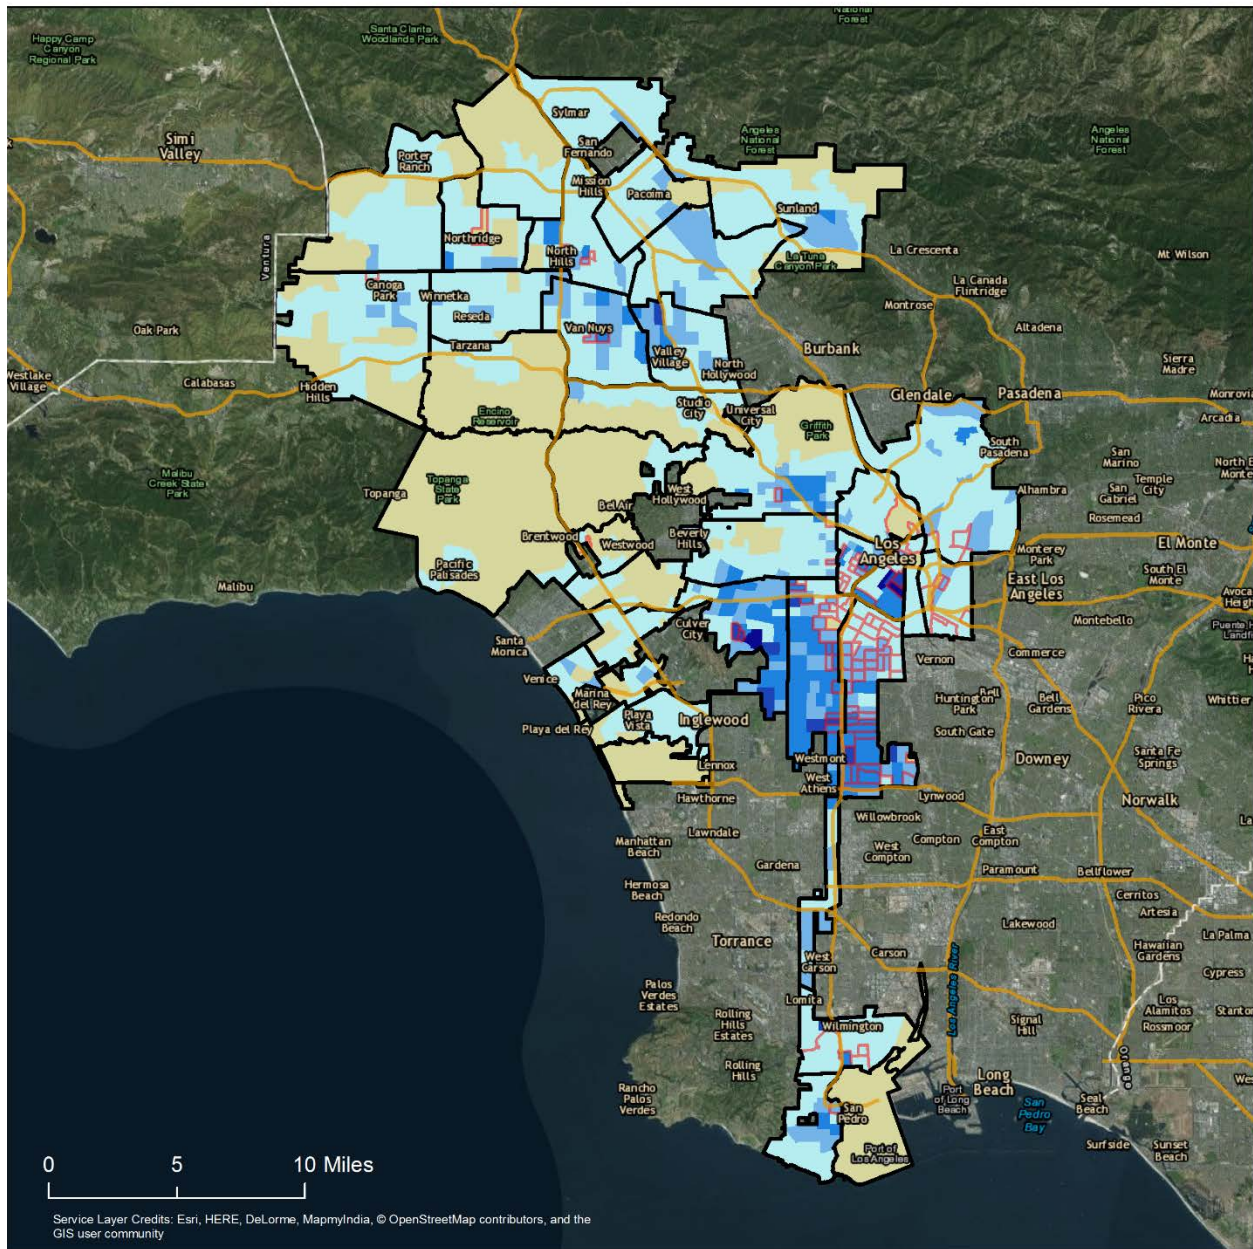 National
Forest
Santa Clarita
Woodlands Park
Happy Camp
Canyon
Regional Park
Sylmar
San
Fernando
Angeles
National
Forest
Angeles
National
Forest
Simi
Valley
Porter
Ranch
Mission
Hills
Pacoima
Sunland
Northridge
North
Hills
La Tuna
Canyon Park
La Crescenta
Mt Wilson
Ventura
La Canada
Flintridge
Canoga
Park
Winnetka
Montrose
Reseda
Van Nuys
Altadena
Oak Park
Tarzana
Valley
Village
Burbank
North
Hollywood
Sierra
Madre
Westlake
Village
Calabasas
Hidden
Hills
Glendale
Pasadena
Monrovia
Studio
City
Universal
City
Arcadia
Encino
Reservoir
Griffith
Park
South
Pasadena
San
Marino
Temple
City
Malibu
Creek State
Park
Topanga
Topanga
State
Park
West
Hollywood
Alhambra
San
Gabriel
Bel Air
Rosemead
Brentwood
Westwood
Beverly
Hills
Los
Angeles
Monterey
Park
El Monte
Pacific
Palisades
South El
Monte
Malibu
East Los
Angeles
Montebello
Culver
City
Santa
Monica
Vernon
Commerce
Venice
Marina
del Rey
Huntington
Park
Bell
Bell
Gardens
Pico
Rivera
Whittier
Playa del Rey
Playa
Vista
Inglewood
South Gate
Lennox
Westmont
Downey
Santa Fe
Springs
West
Athens
Hawthorne
Lynwood
Norwalk
Willowbrook
Lawndale
Compton
East
Compton
Manhattan
Beach
West
Compton
Gardena
Paramount
Bellflower
Hermosa
Beach
Cerritos
Artesia
Redondo
Beach
Lakewood
La Palma
Torrance
Hawaiian
Gardens
West
Carson
Carson
Cypress
Los Angeles River
Palos
Verdes
Estates
Lomita
Los
Alamitos
Rossmoor
Rolling
Hills
Estates
Wilmington
Signal
Hill
Rolling
Hills
Orange
Rancho
Palos
Verdes
San
Pedro
Port
of Long
Beach
Long
Beach
San
Pedro
Bay
Seal
Beach
Port of
Los Angeles
Surfside
Sunset
Beach
0 5 10 Miles
Service Layer Credits: Esri, HERE, DeLorme, MapmyIndia, © OpenStreetMap contributors, and the
GIS user community